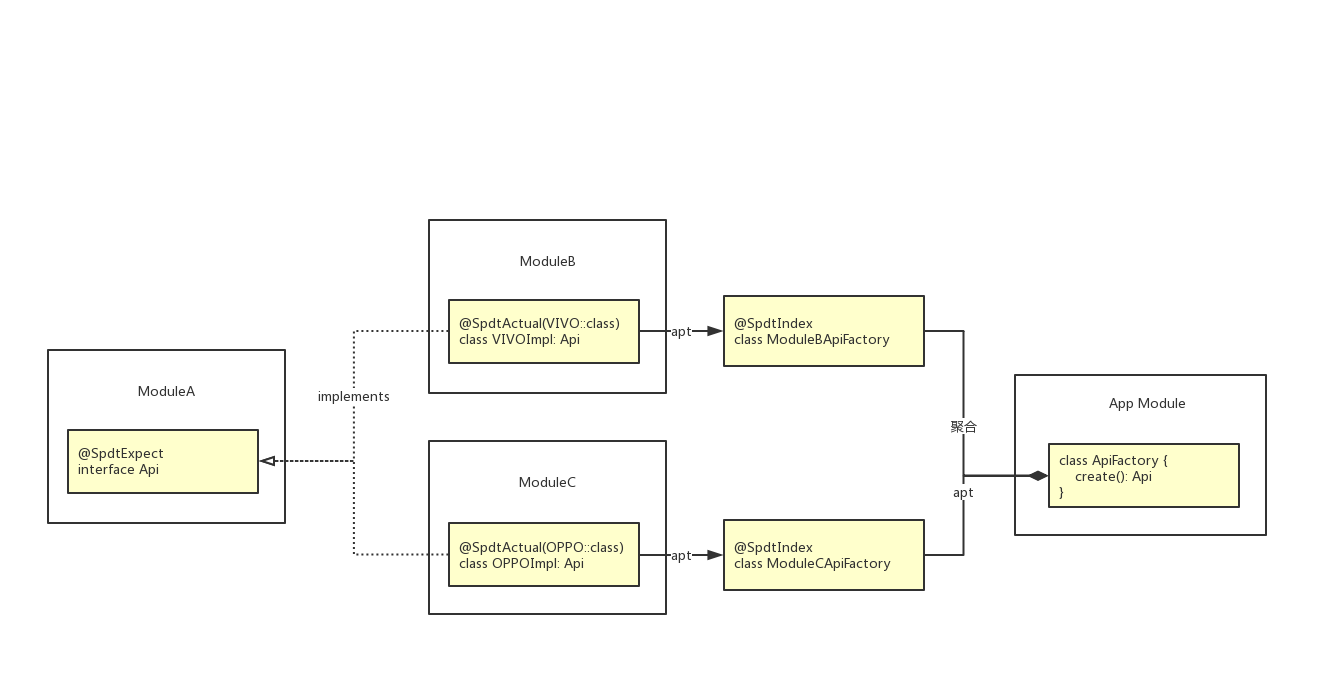 ModuleA
@SpdtExpect
interface Api
implements
ModuleB
@SpdtActual(VIVO::class)
class VIVOImpl: Api
apt
@SpdtIndex
class ModuleBApiFactory
ModuleC
@SpdtActual(OPPO::class)
class OPPOImpl: Api
apt
@SpdtIndex
class ModuleCApiFactory
聚合
apt
App Module
class ApiFactory {
create(): Api
}